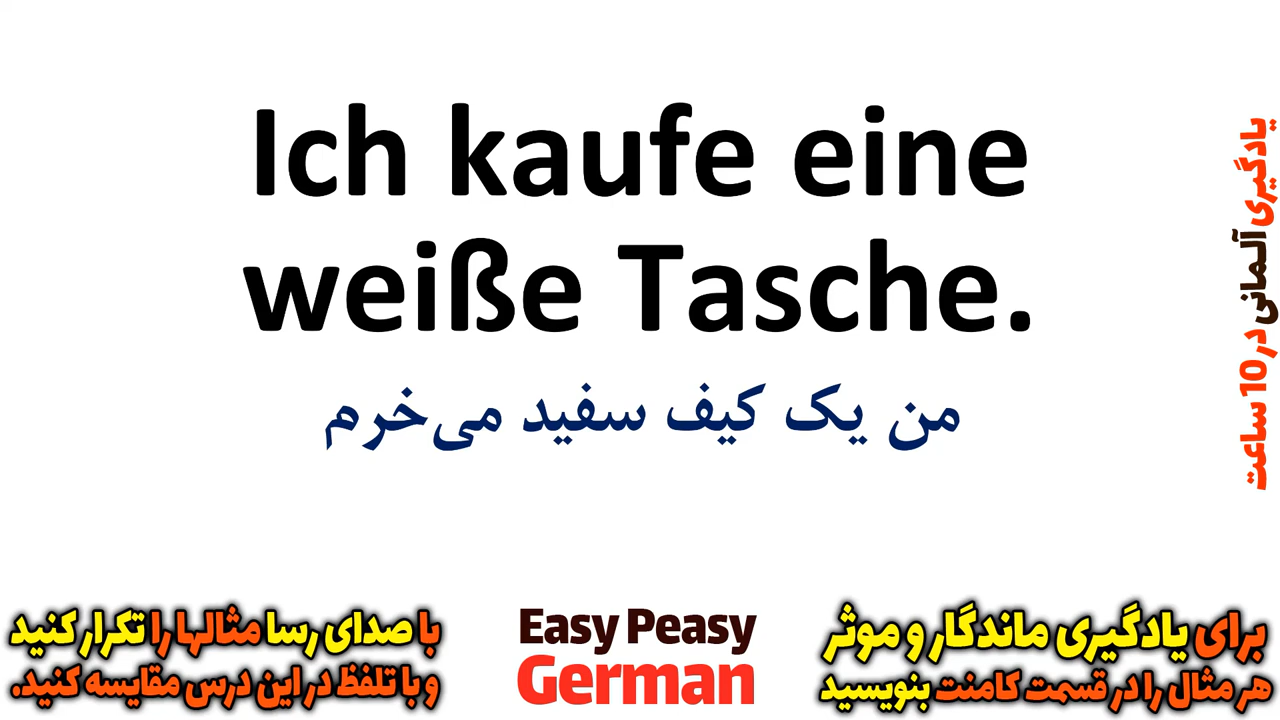 Ich kaufe eine
weiße Tasche.
من یک کیف سفید می‌خرم
یادگیری آلمانی در 10 ساعت
برای یادگیری ماندگار و موثر
هر مثال را در قسمت کامنت بنویسید
Easy Peasy
German
با صدای رسا مثالها را تکرار کنید
و با تلفظ در این درس مقایسه کنید.